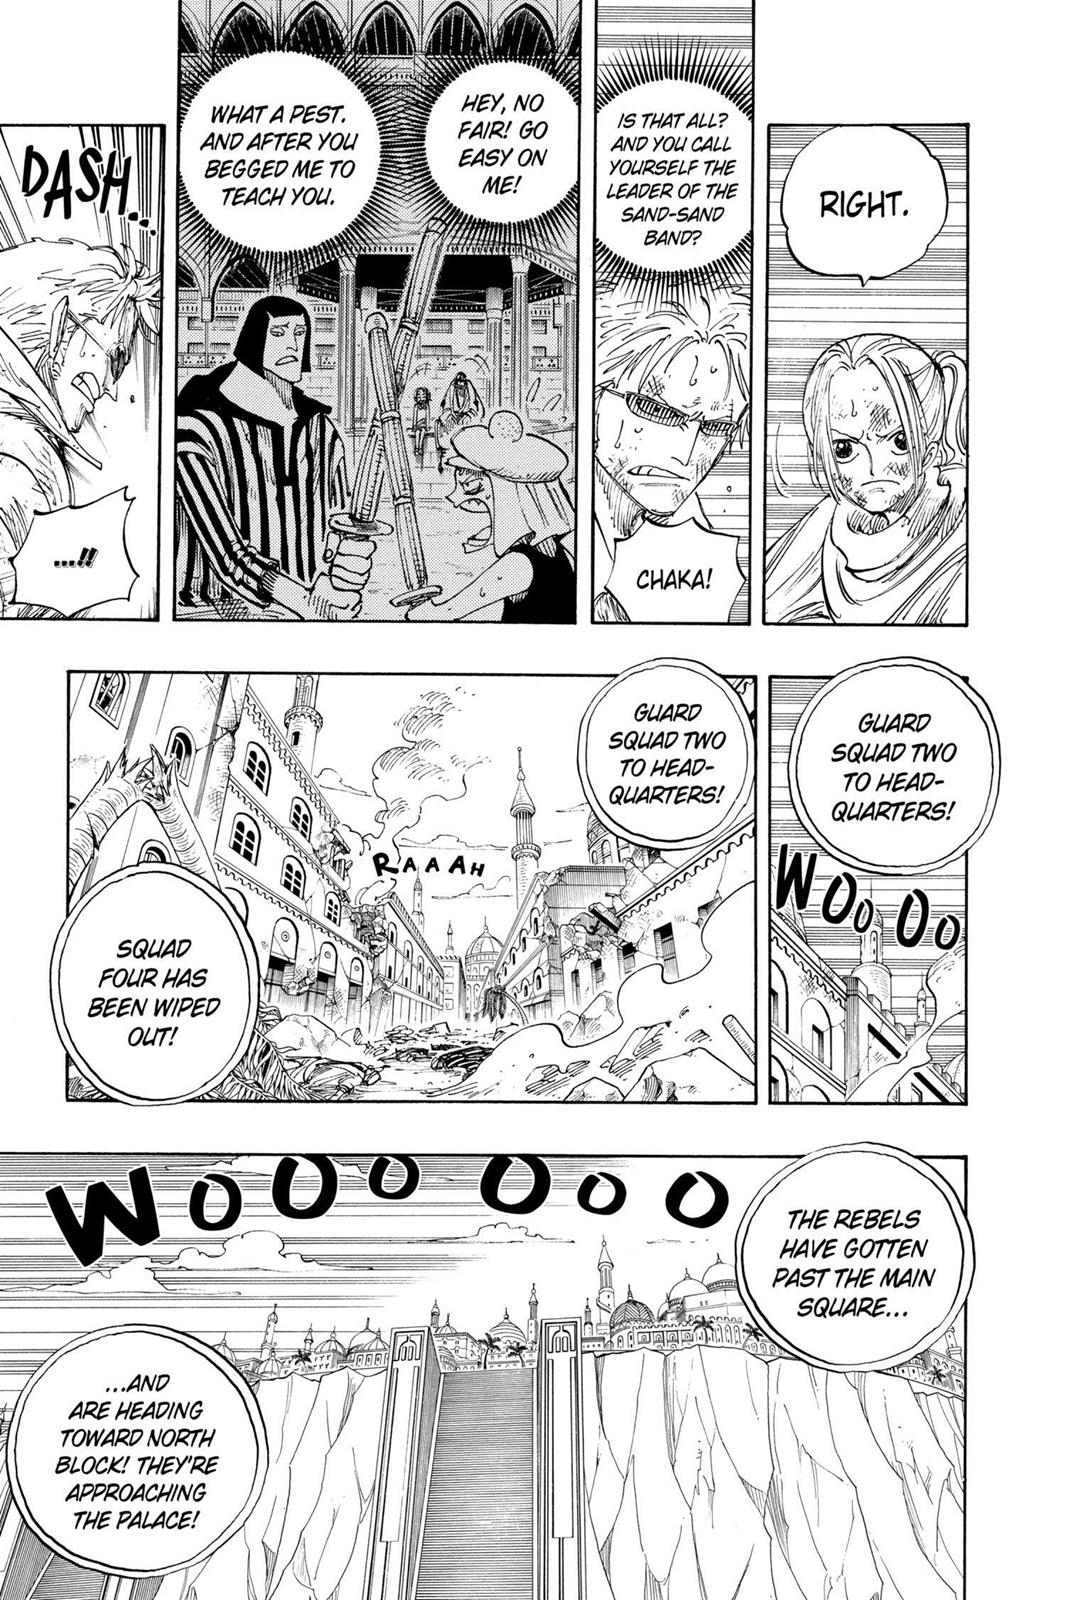 RIGHT.
IS THAT ALL?
AND YOU CALL
YOURSELF THE
LEADER OF THE
SAND-SAND
BAND?
CHAKA!
HEY, NO
FAIR! GO
EASY ON
ME!
WHAT A PEST.
AND AFTER YOU
BEGGED ME TO
TEACH YOU.
DASH..
....!!
GUARD
SQUAD TWO
TO HEAD-
QUARTERS!
WOOOO
GUARD
SQUAD TWO
TO HEAD-
QUARTERS!
RAAAH
SQUAD
FOUR HAS
BEEN WIPED
OUT!
THE REBELS
HAVE GOTTEN
PAST THE MAIN
SQUARE...
WOOOOOOO
...AND
ARE HEADING
TOWARD NORTH
BLOCK! THEY'RE
APPROACHING
THE PALACE!